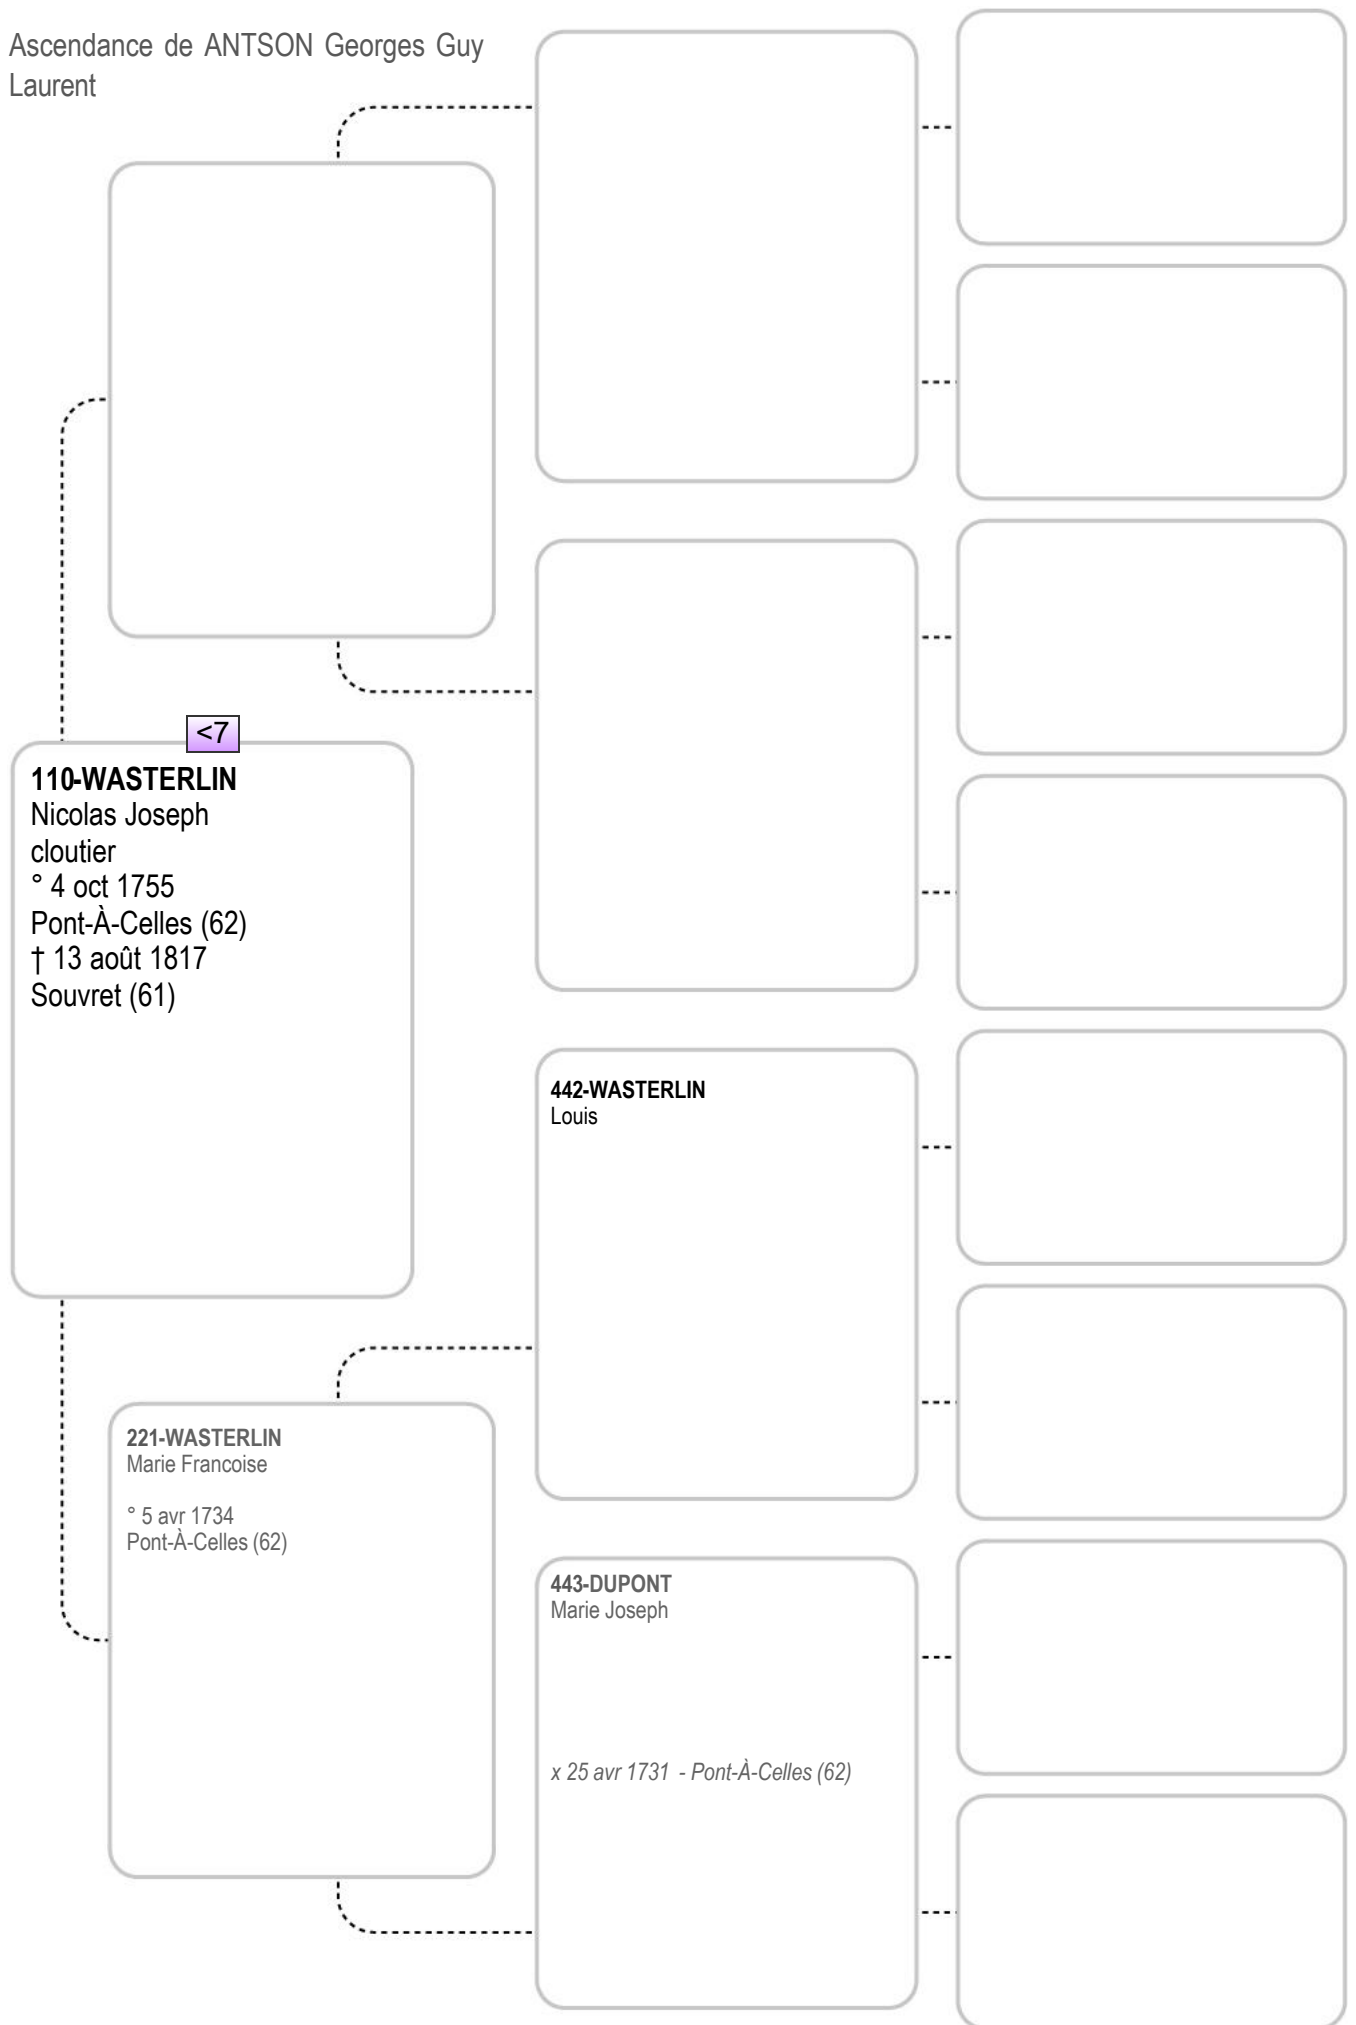 Ascendance de ANTSON Georges Guy
Laurent
<7
110-WASTERLIN
Nicolas Joseph
cloutier
° 4 oct 1755
Pont-À-Celles (62)
† 13 août 1817
Souvret (61)
442-WASTERLIN
Louis
221-WASTERLIN
Marie Francoise
° 5 avr 1734
Pont-À-Celles (62)
443-DUPONT
Marie Joseph
x 25 avr 1731 - Pont-À-Celles (62)